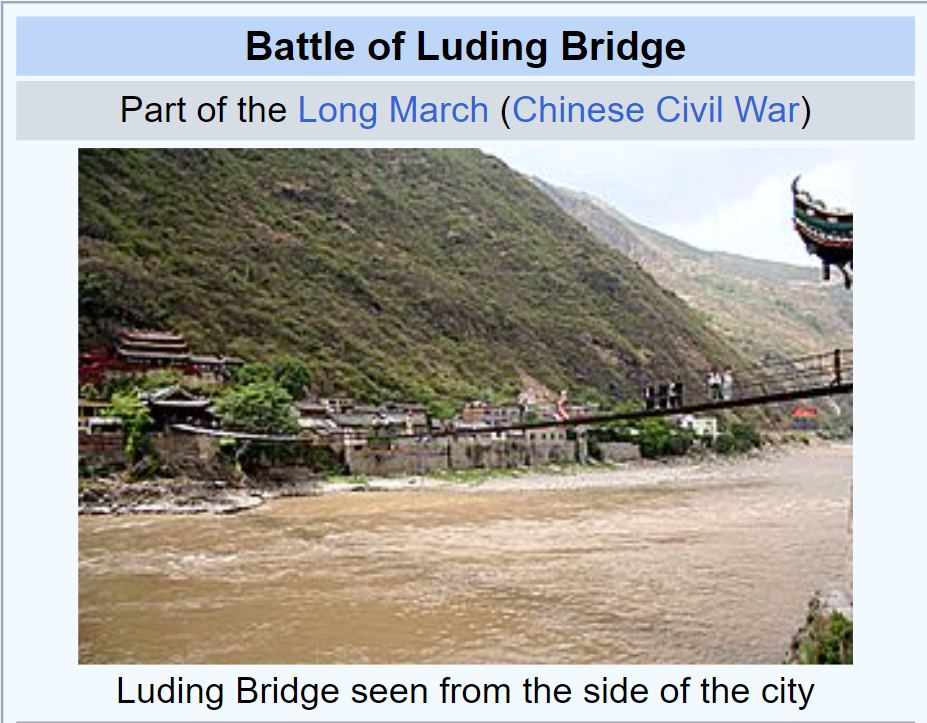 Battle of Luding Bridge
Part of the Long March (Chinese Civil War)
Luding Bridge seen from the side of the city